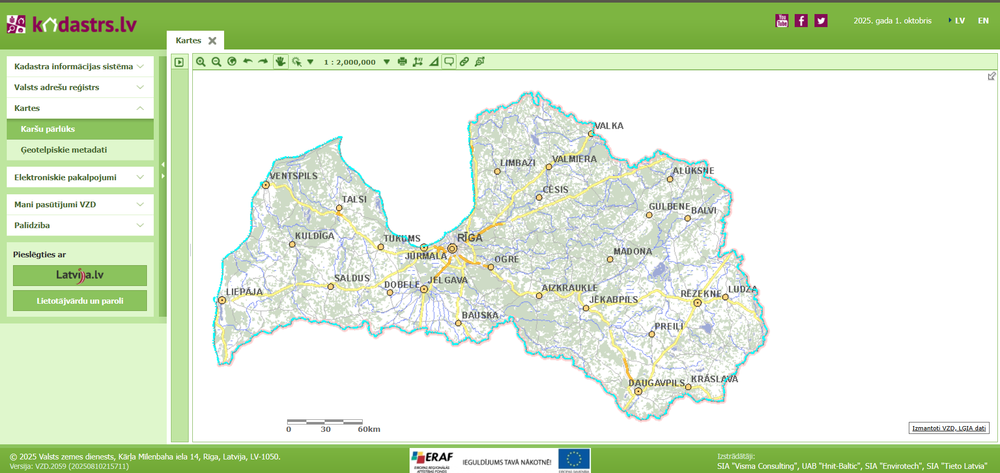 kadastrs.lv
You Tube
2025. gada 1. oktobris
LV
EN
Kartes
Kadastra informācijas sistēma
Valsts adrešu reģistrs
Kartes
Karšu pārlūks
Ģeotelpiskie metadati
Elektroniskie pakalpojumi
Mani pasūtījumi VZD
Palīdzība
Pieslēgties ar
Latvija.lv
Lietotājvārdu un paroli
1 : 2,000,000
xy
VALKA
LIMBAŽI
VALMIERA
ALŪKSNE
VENTSPILS
CĒSIS
TALSI
GULBENE
BALVI
KULDĪGA
TUKUMS
RĪGA
JŪRMALA
OGRE
MADONA
SALDUS
DOBELE
JELGAVA
LIEPĀJA
AIZKRAUKLE
JĒKABPILS
RĒZEKNE
LUDZA
BAUSKA
PREIĻI
DAUGAVPILS
KRĀSLAVA
0 30 60km
Izmantoti VZD, LĢIA dati
© 2025 Valsts zemes dienests, Kārļa Mīlenbaha iela 14, Rīga, Latvija, LV-1050.
Versija: VZD.2059 (20250810215711)
ERAF
EIROPAS REĢIONĀLĀS
ATTĪSTĪBAS FONDS
IEGULDĪJUMS TAVĀ NĀKOTNĒ!
EIROPAS SAVIENĪBA
Izstrādātāji:
SIA "Visma Consulting", UAB "Hnit-Baltic", SIA "Envirotech", SIA "Tieto Latvia"